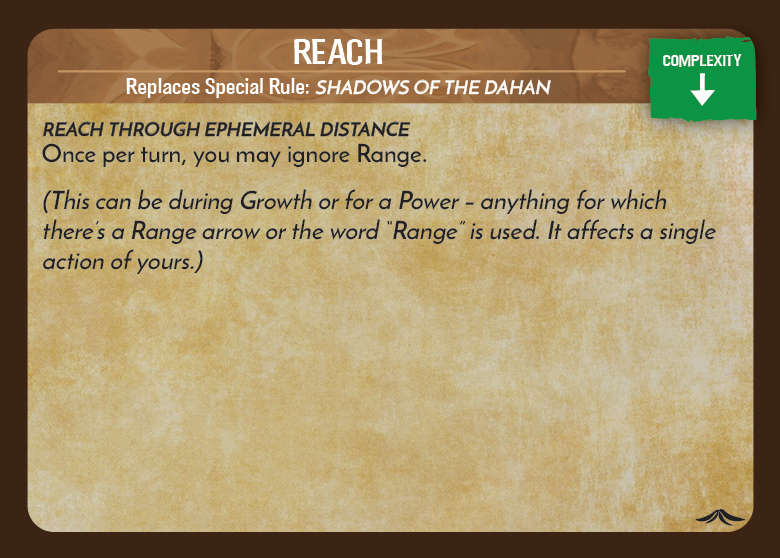 REACH
Replaces Special Rule: SHADOWS OF THE DAHAN
COMPLEXITY
REACH THROUGH EPHEMERAL DISTANCE
Once per turn, you may ignore Range.
(This can be during Growth or for a Power – anything for which
there's a Range arrow or the word "Range" is used. It affects a single
action of yours.)